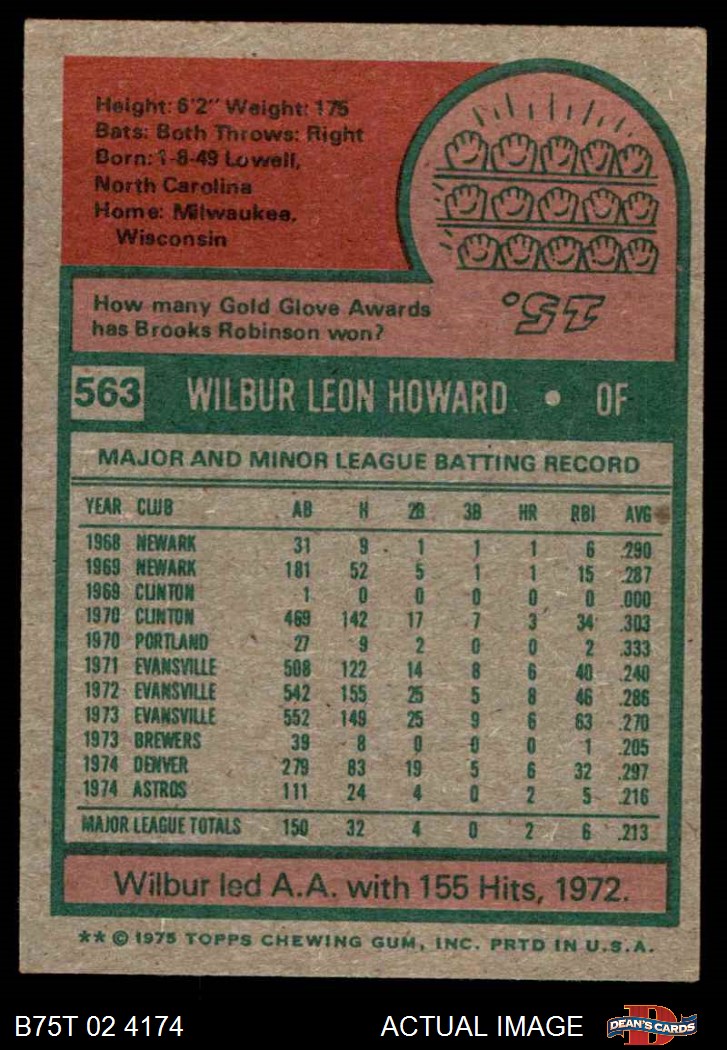 Height: 6'2" Weight: 175
Bats: Both Throws: Right
Born: 1-8-49 Lowell,
North Carolina
Home: Milwaukee,
Wisconsin
How many Gold Glove Awards
has Brooks Robinson won?
15.
563 WILBUR LEON HOWARD • OF
MAJOR AND MINOR LEAGUE BATTING RECORD
YEAR CLUB AB H 2B 3B HR RBI AVG
1968 NEWARK 31 9 1 1 1 6 .290
1969 NEWARK 181 52 5 1 1 15 .287
1969 CLINTON 1 0 0 0 0 0 .000
1970 CLINTON 469 142 17 7 3 34 .303
1970 PORTLAND 27 9 2 0 0 2 .333
1971 EVANSVILLE 508 122 14 8 6 40 .240
1972 EVANSVILLE 542 155 25 5 8 46 .286
1973 EVANSVILLE 552 149 25 9 6 63 .270
1973 BREWERS 39 8 0 0 0 1 .205
1974 DENVER 279 83 19 5 6 32 .297
1974 ASTROS 111 24 4 0 2 5 .216
MAJOR LEAGUE TOTALS 150 32 4 0 2 6 .213
Wilbur led A.A. with 155 Hits, 1972.
** © 1975 TOPPS CHEWING GUM, INC. PRTD IN U.S.A.
B75T 02 4174 ACTUAL IMAGE DEAN'S CARDS